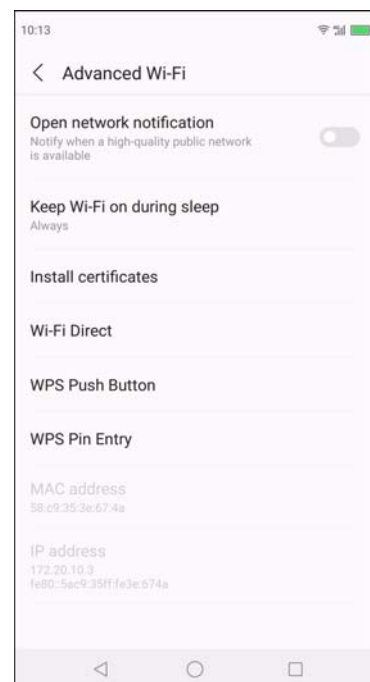 10:13
Advanced Wi-Fi
Open network notification
Notify when a high-quality public network
is available
Keep Wi-Fi on during sleep
Always
Install certificates
Wi-Fi Direct
WPS Push Button
WPS Pin Entry
MAC address
58:c9:35:3e:67:4a
IP address
172.20.10.3
fe80::5ac9:35ff:fe3e:674a